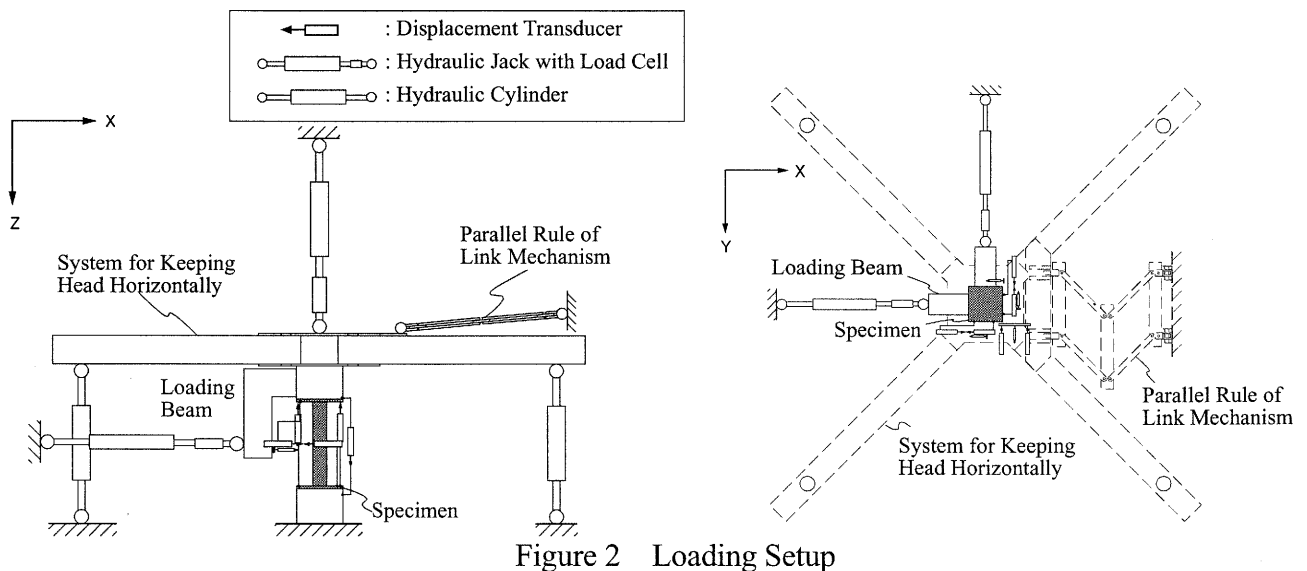 : Displacement Transducer
: Hydraulic Jack with Load Cell
: Hydraulic Cylinder
X
Z
System for Keeping
Head Horizontally
Parallel Rule of
Link Mechanism
Loading
Beam
Specimen
X
Y
Loading Beam
Specimen
Parallel Rule of
Link Mechanism
System for Keeping
Head Horizontally
Figure 2 Loading Setup